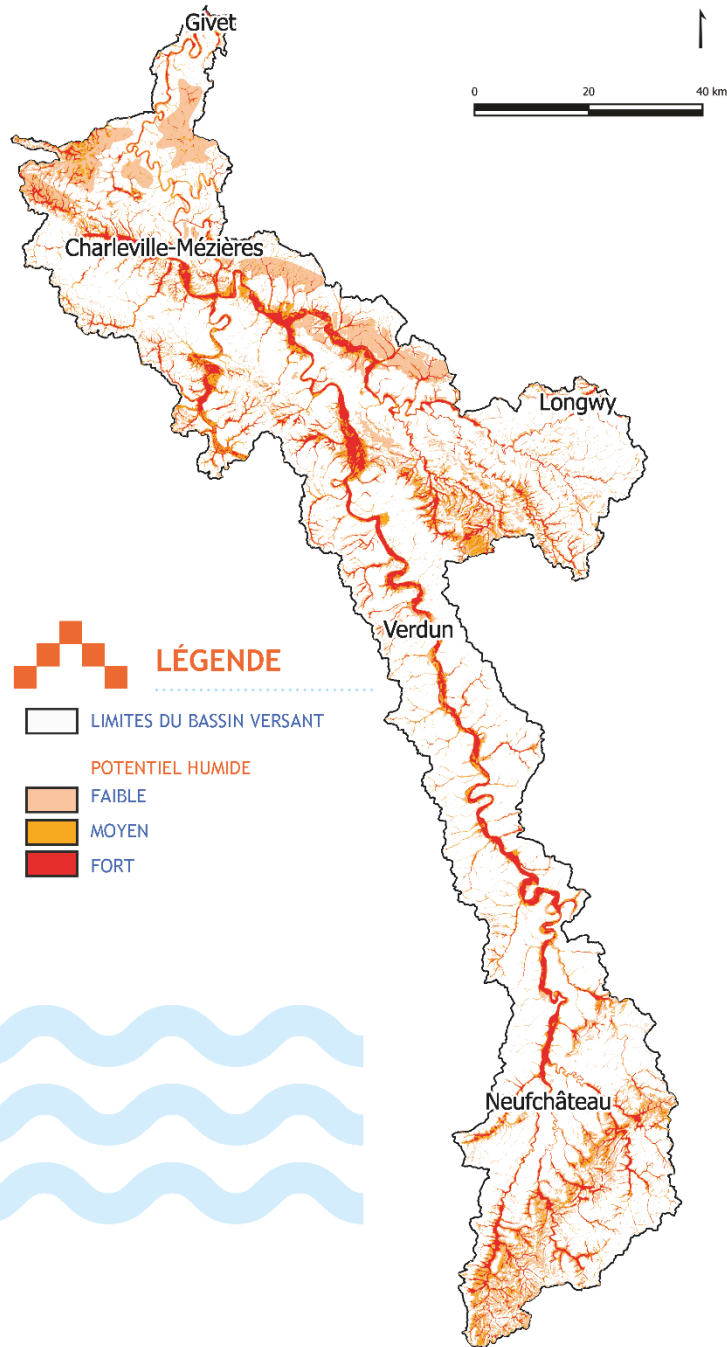 Givet
0 20 40 km
Charleville-Mézières
Longwy
Verdun
LÉGENDE
LIMITES DU BASSIN VERSANT
POTENTIEL HUMIDE
FAIBLE
MOYEN
FORT
Neufchâteau